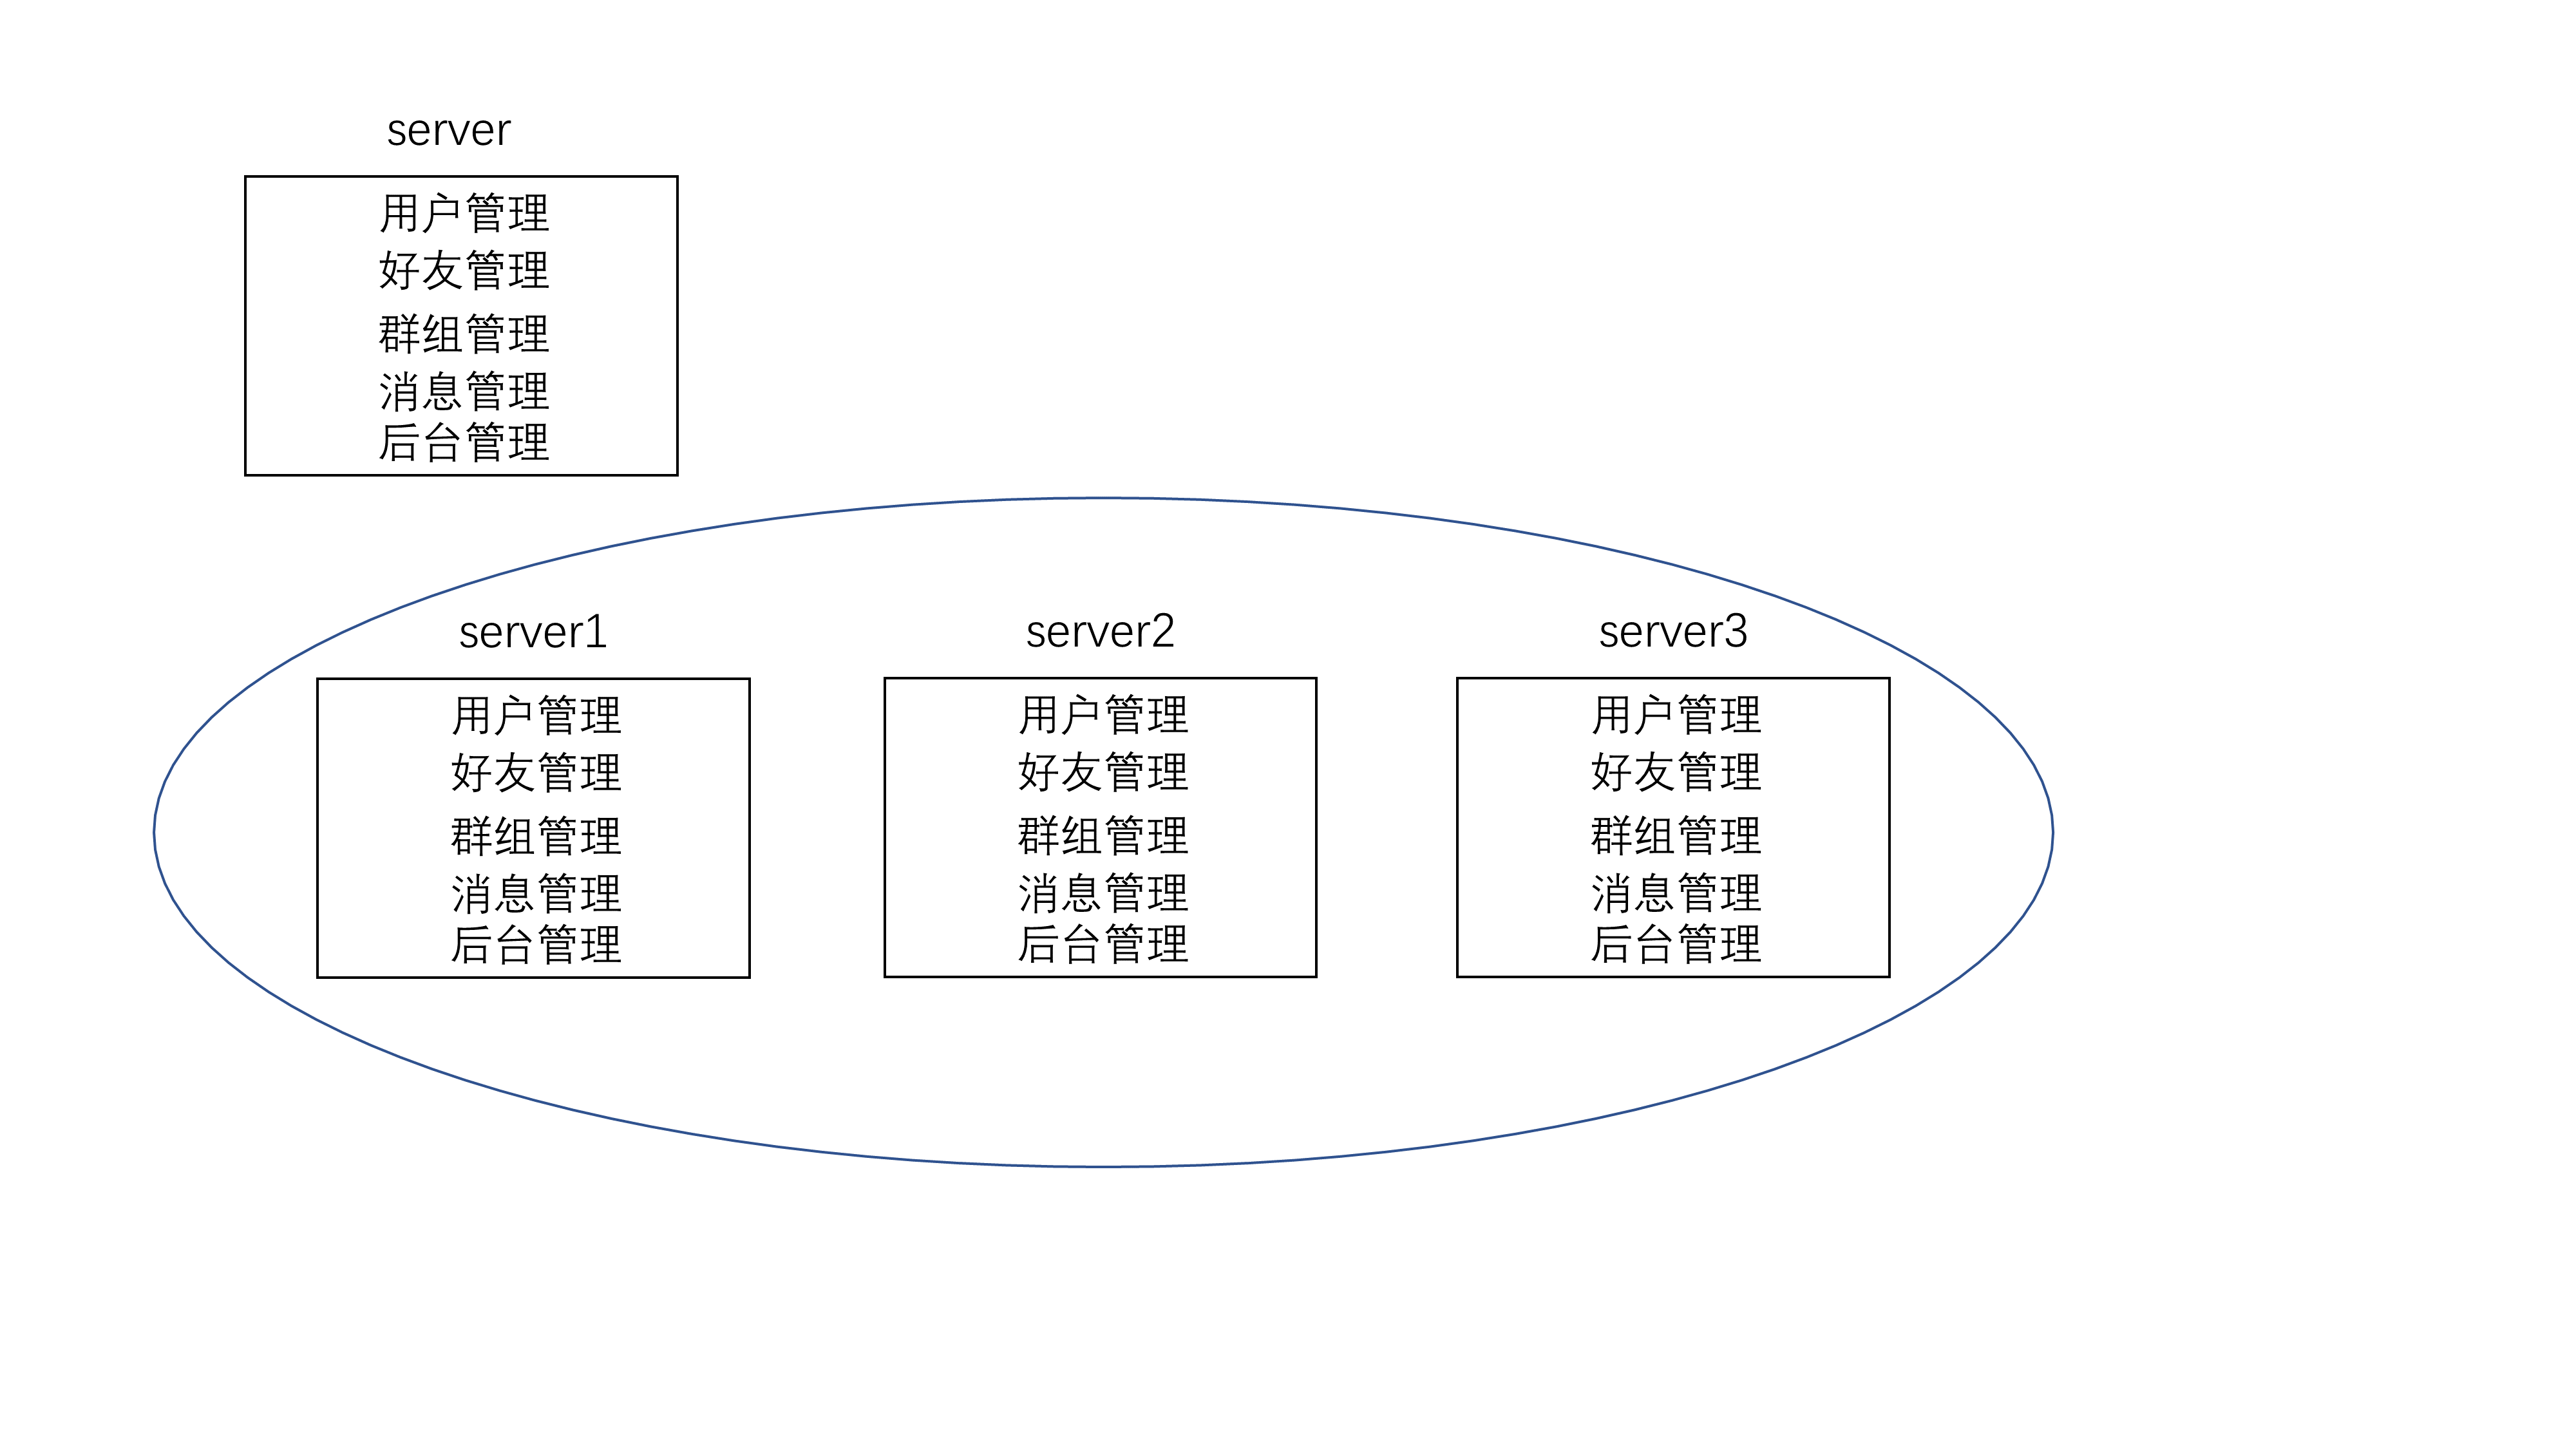 server
用户管理
好友管理
群组管理
消息管理
后台管理
server1
用户管理
好友管理
群组管理
消息管理
后台管理
server2
用户管理
好友管理
群组管理
消息管理
后台管理
server3
用户管理
好友管理
群组管理
消息管理
后台管理